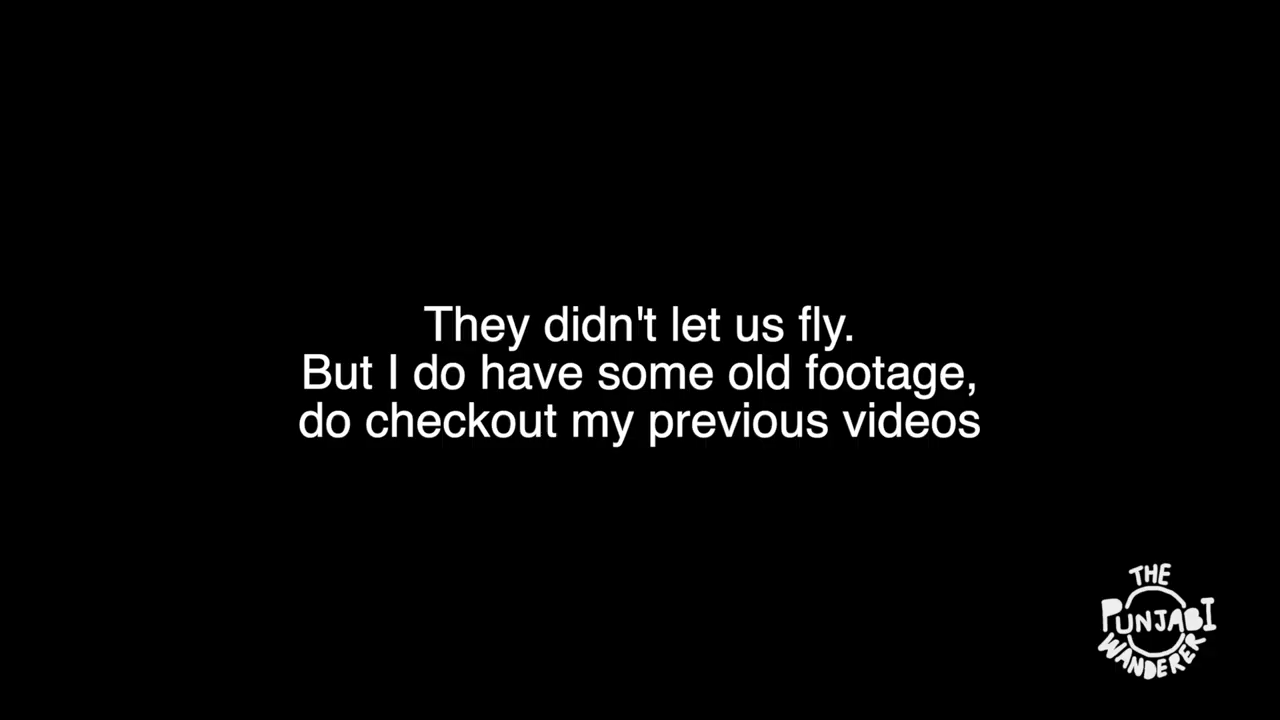 They didn't let us fly.
But I do have some old footage,
do checkout my previous videos
THE
PUNJABI
WANDERER